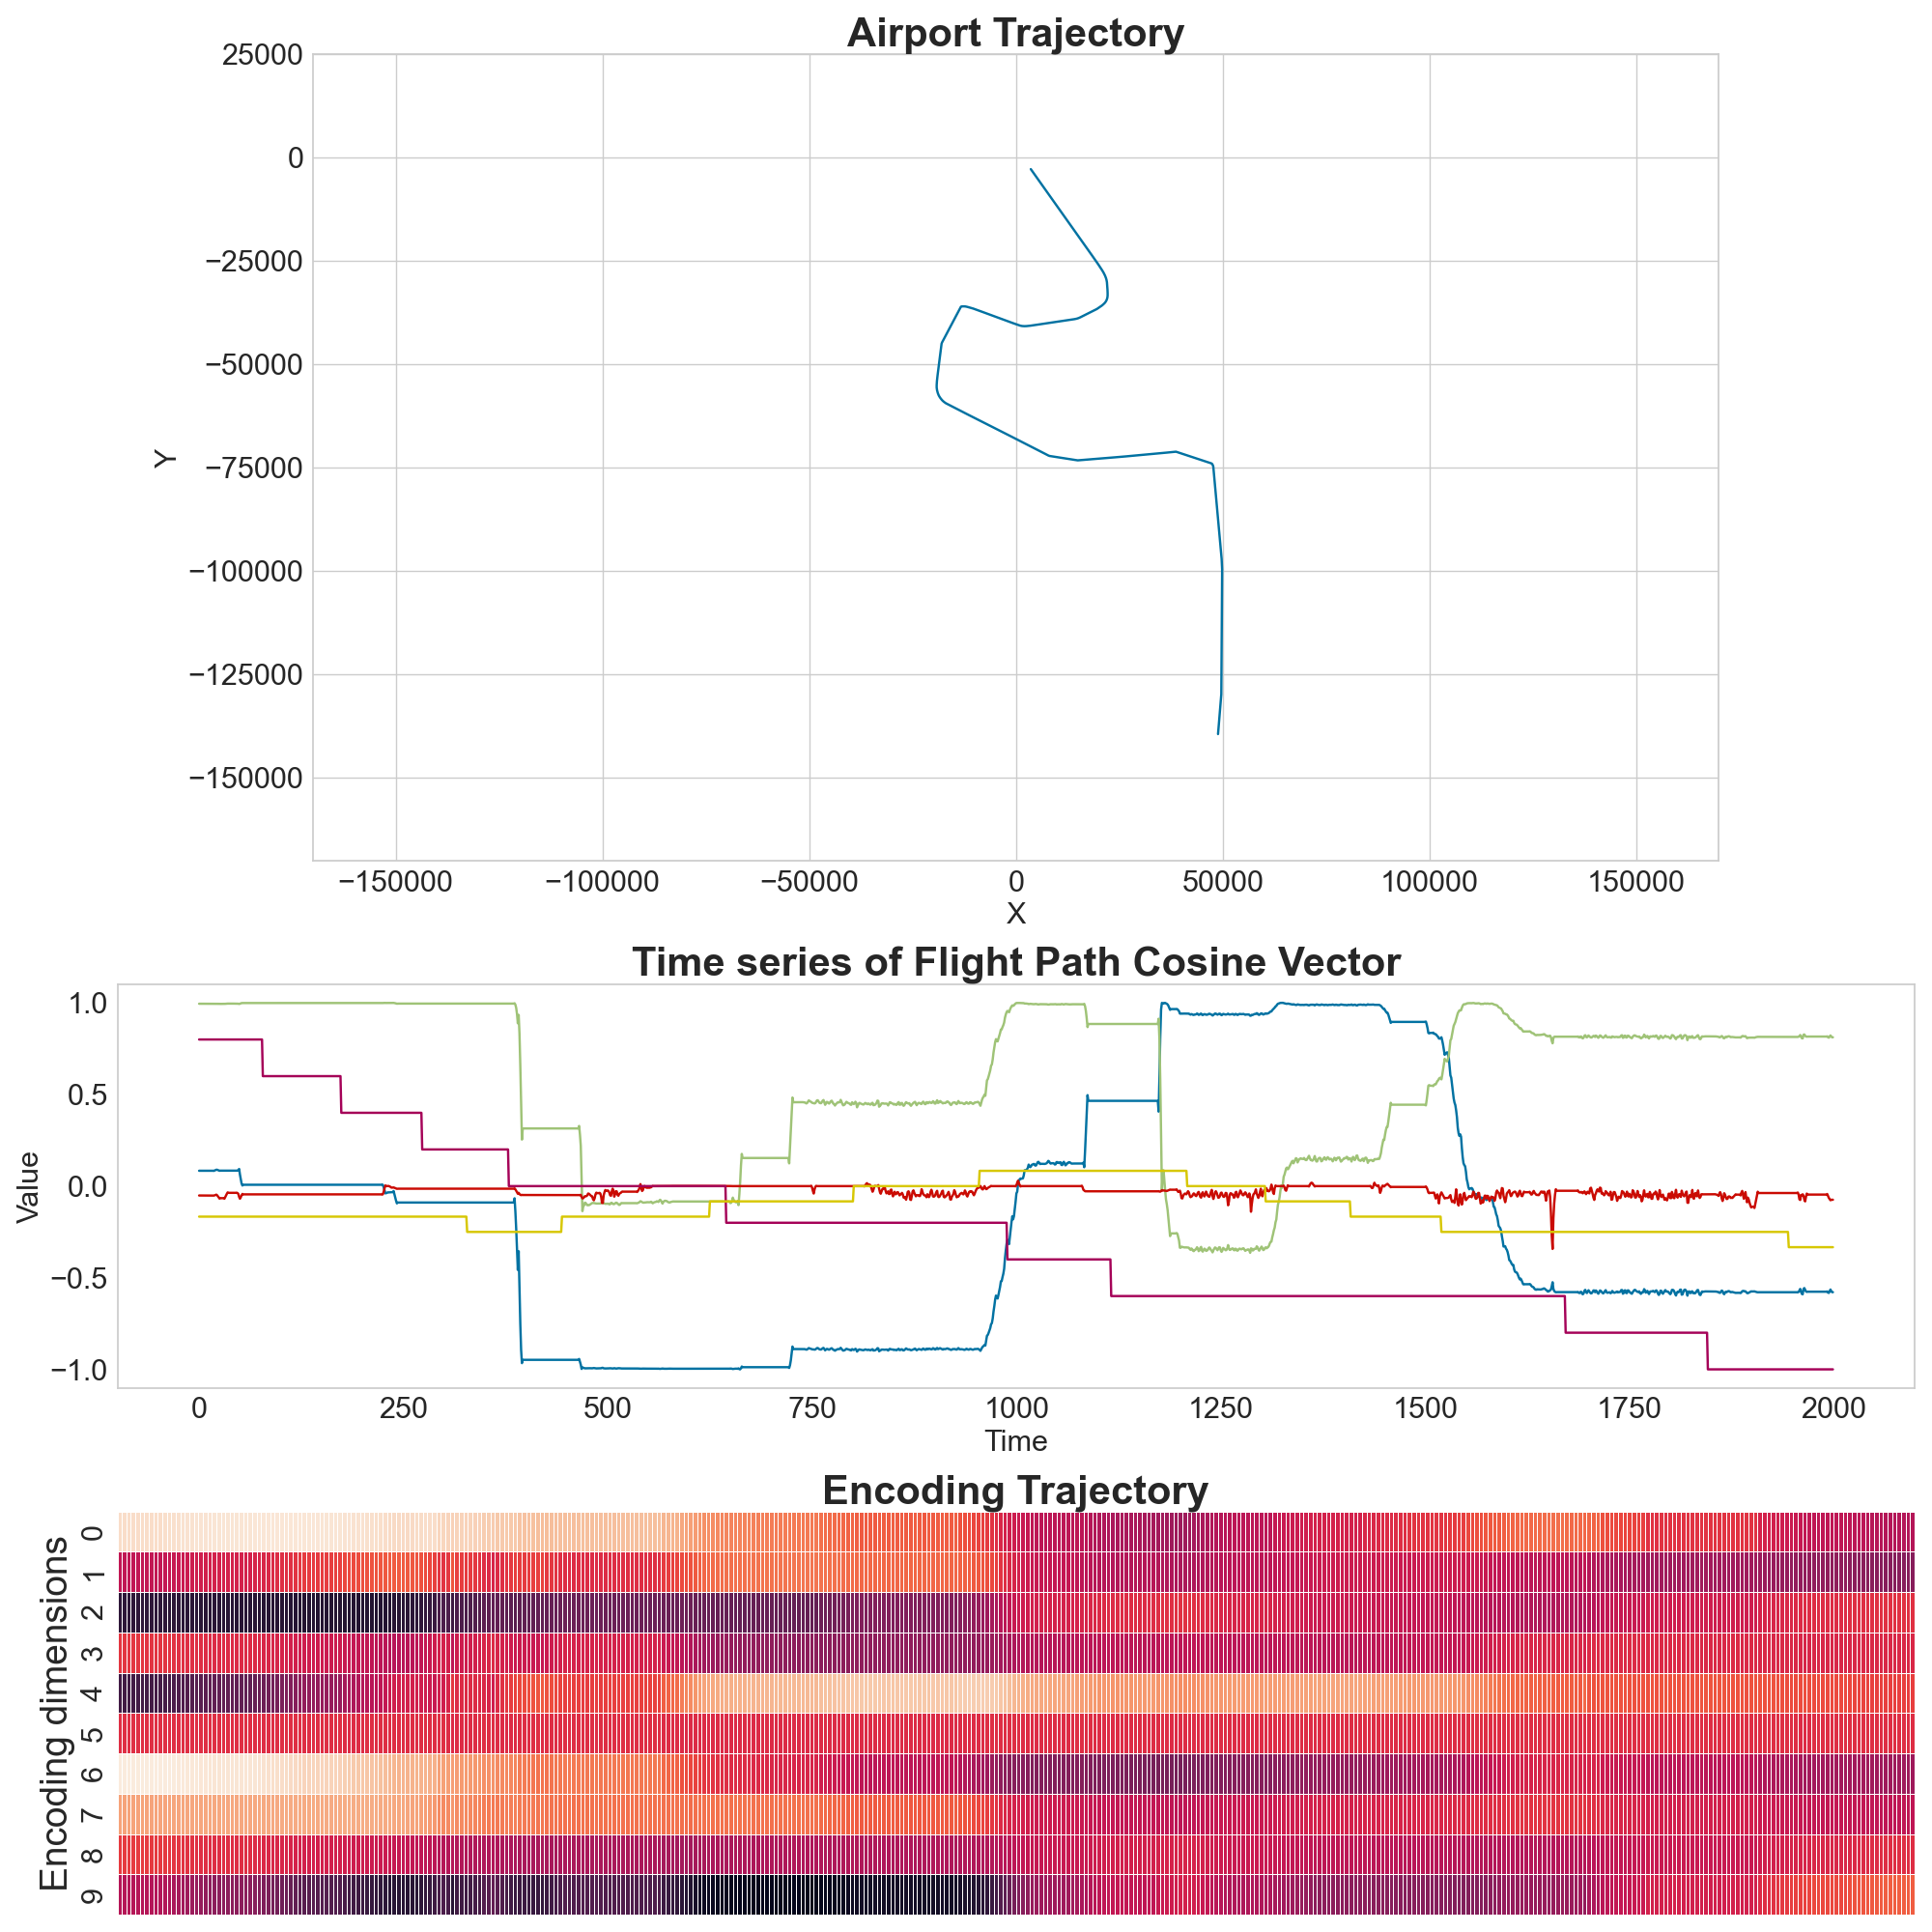 Airport Trajectory
25000
0
−25000
−50000
−75000
−100000
−125000
−150000
Y
−150000 −100000 −50000 0 50000 100000 150000
X
Time series of Flight Path Cosine Vector
1.0
0.5
0.0
−0.5
−1.0
Value
0 250 500 750 1000 1250 1500 1750 2000
Time
Encoding Trajectory
Encoding dimensions
0
1
2
3
4
5
6
7
8
9